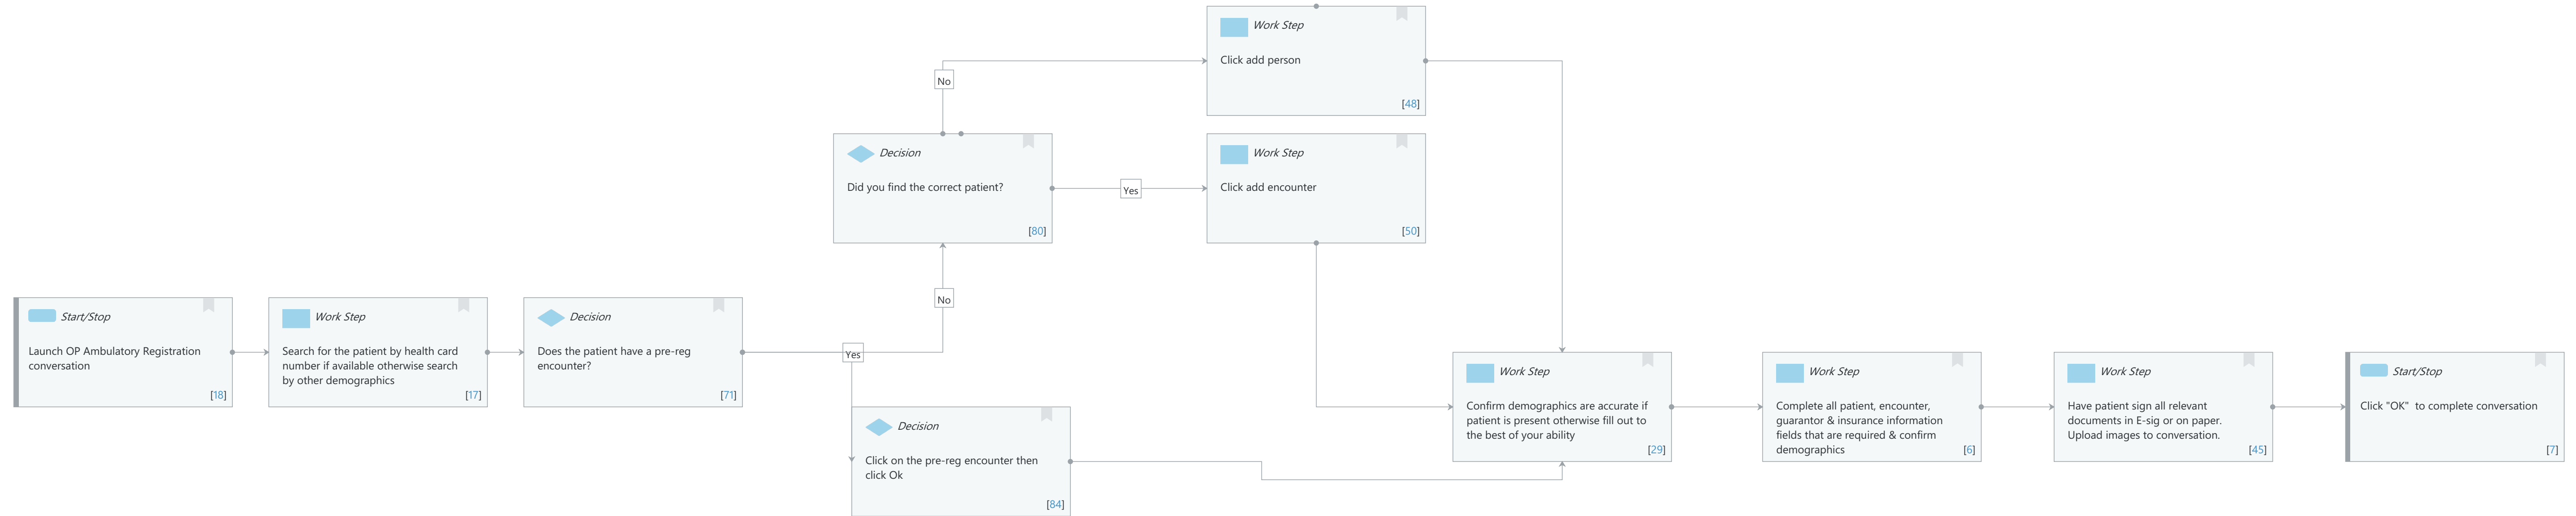 Work Step
Click add person
[48]
No
Decision
Did you find the correct patient?
[80]
Yes
Work Step
Click add encounter
[50]
No
Start/Stop
Launch OP Ambulatory Registration
conversation
[18]
Work Step
Search for the patient by health card
number if available otherwise search
by other demographics
[17]
Decision
Does the patient have a pre-reg
encounter?
[71]
Yes
Decision
Click on the pre-reg encounter then
click Ok
[84]
Work Step
Confirm demographics are accurate if
patient is present otherwise fill out to
the best of your ability
[29]
Work Step
Complete all patient, encounter,
guarantor & insurance information
fields that are required & confirm
demographics
[6]
Work Step
Have patient sign all relevant
documents in E-sig or on paper.
Upload images to conversation.
[45]
Start/Stop
Click "OK"  to complete conversation
[7]